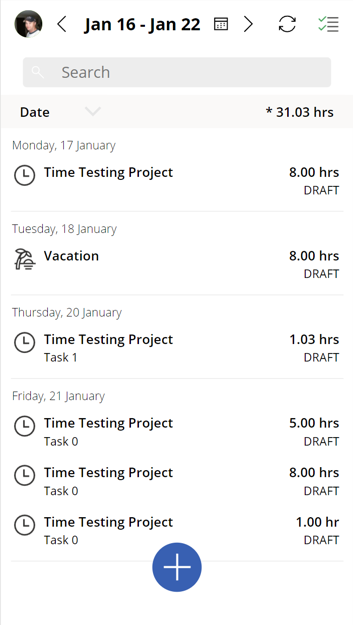 Jan 16 - Jan 22
Search
Date * 31.03 hrs
Monday, 17 January
Time Testing Project 8.00 hrs
DRAFT
Tuesday, 18 January
Vacation 8.00 hrs
DRAFT
Thursday, 20 January
Time Testing Project 1.03 hrs
Task 1 DRAFT
Friday, 21 January
Time Testing Project 5.00 hrs
Task 0 DRAFT
Time Testing Project 8.00 hrs
Task 0 DRAFT
Time Testing Project 1.00 hr
Task 0 DRAFT